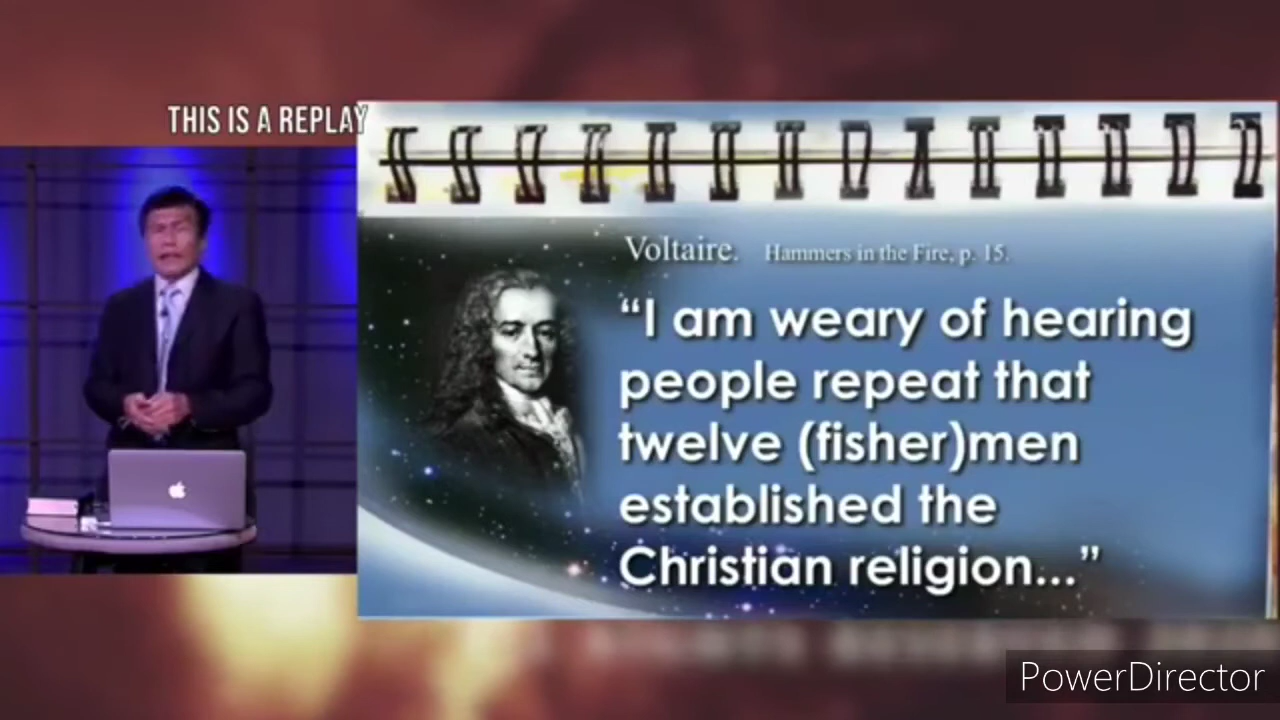 THIS IS A REPLAY
Voltaire. Hammers in the Fire, p. 15.
“I am weary of hearing
people repeat that
twelve (fisher)men
established the
Christian religion...”
PowerDirector